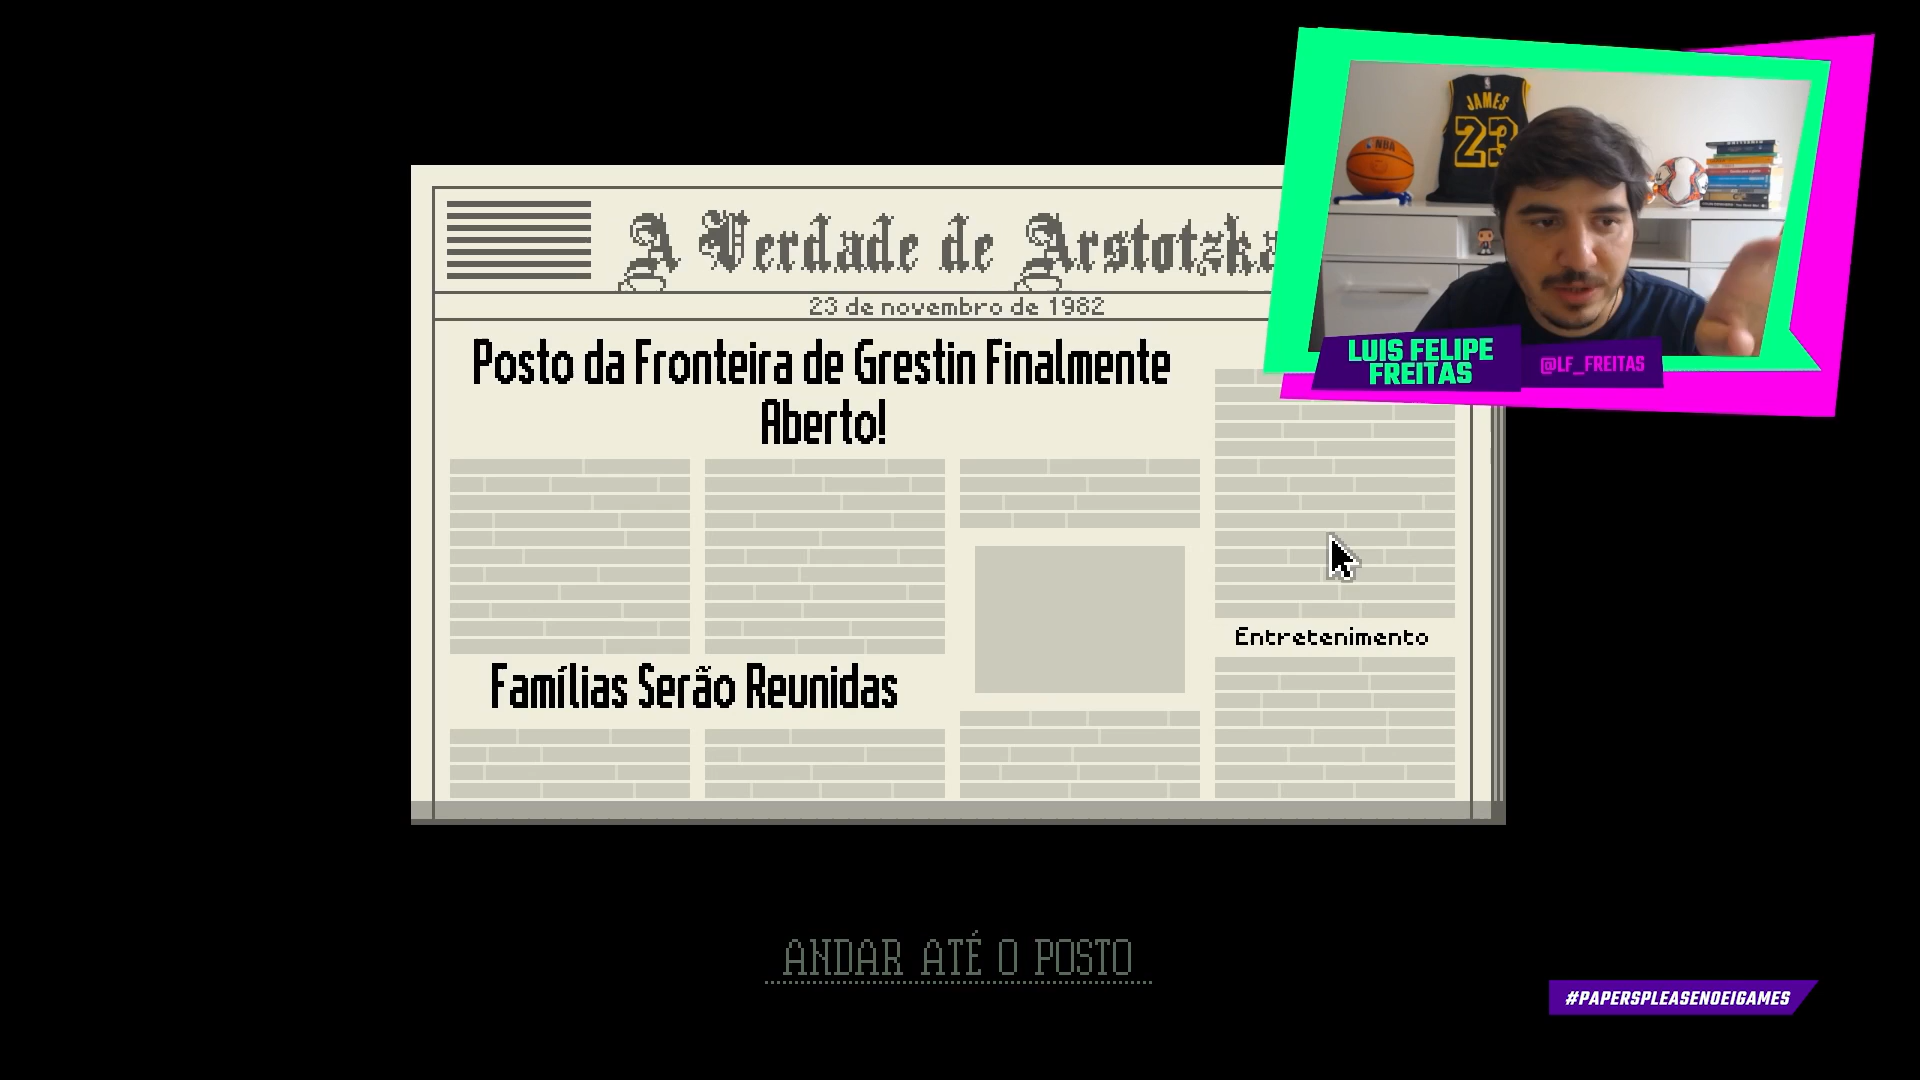 A Verdade de Arstotzka
23 de novembro de 1982
Posto da Fronteira de Grestin Finalmente
Aberto!
Famílias Serão Reunidas
Entretenimento
ANDAR ATÉ O POSTO
NBA
JAMES
23
LUIS FELIPE
FREITAS
@LF_FREITAS
#PAPERSPLEASENOEIGAMES